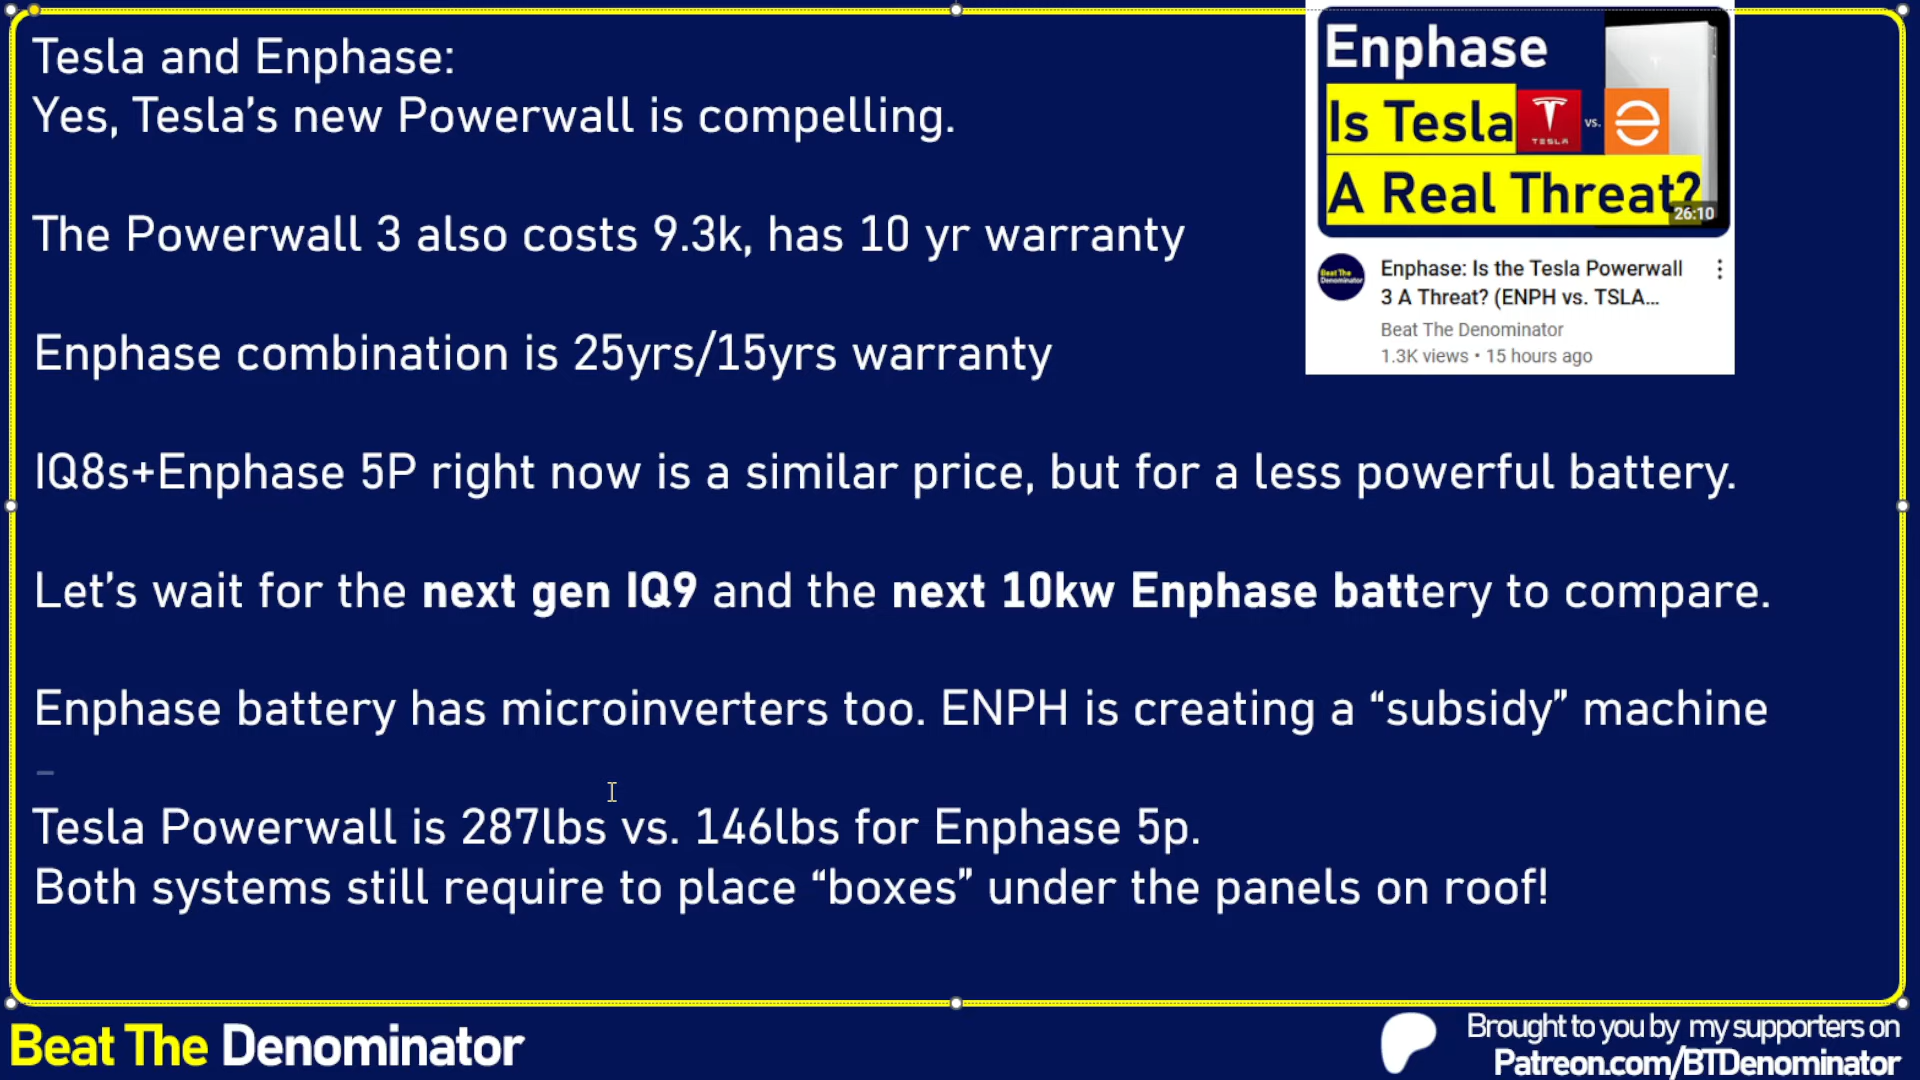 Tesla and Enphase:
Yes, Tesla’s new Powerwall is compelling.
The Powerwall 3 also costs 9.3k, has 10 yr warranty
Enphase combination is 25yrs/15yrs warranty
IQ8s+Enphase 5P right now is a similar price, but for a less powerful battery.
Let’s wait for the next gen IQ9 and the next 10kw Enphase battery to compare.
Enphase battery has microinverters too. ENPH is creating a “subsidy” machine
–
Tesla Powerwall is 287lbs vs. 146lbs for Enphase 5p.
Both systems still require to place “boxes” under the panels on roof!
Enphase
Is Tesla
TESLA
vs.
A Real Threat?
26:10
Beat The
Denominator
Enphase: Is the Tesla Powerwall
3 A Threat? (ENPH vs. TSLA...
Beat The Denominator
1.3K views • 15 hours ago
Beat The Denominator
Brought to you by my supporters on
Patreon.com/BTDenominator